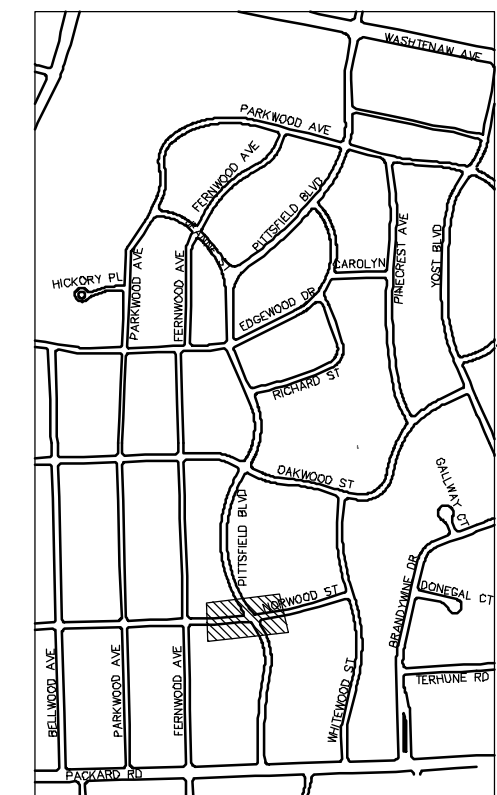 WASHTENAW AVE
PARKWOOD AVE
FERNWOOD AVE
PITTSFIELD BLVD
CAROLYN
PINECREST AVE
YOST BLVD
HICKORY PL
PARKWOOD AVE
FERNWOOD AVE
EDGEWOOD DR
RICHARD ST
OAKWOOD ST
GALLWAY CT
PITTSFIELD BLVD
BRANDYWNE DR
DONEGAL CT
NORWOOD ST
TERHUNE RD
BELLWOOD AVE
PARKWOOD AVE
FERNWOOD AVE
WHITEWOOD ST
PACKARD RD